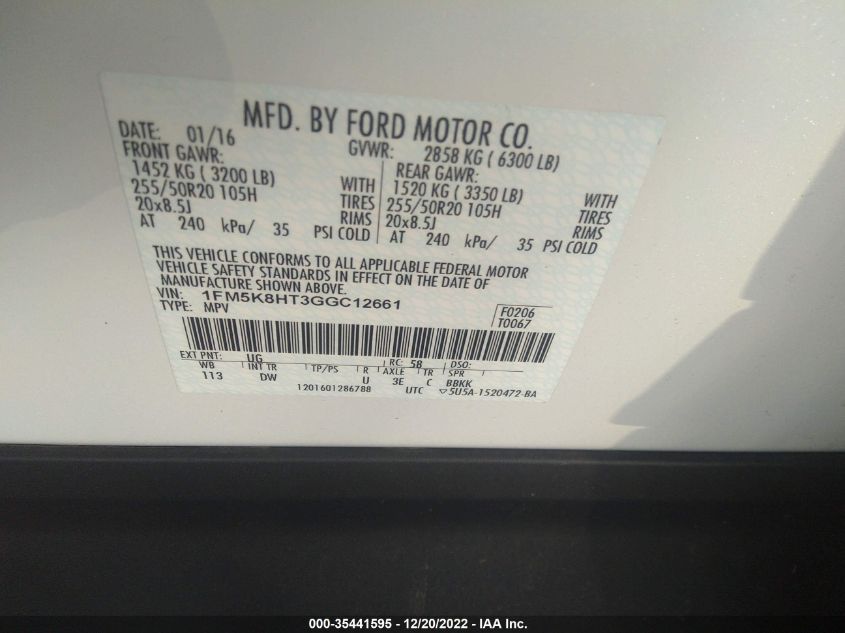 MFD. BY FORD MOTOR CO.
DATE: 01/16 GVWR: 2858 KG ( 6300 LB)
FRONT GAWR: REAR GAWR:
1452 KG ( 3200 LB) WITH 1520 KG ( 3350 LB) WITH
255/50R20 105H TIRES 255/50R20 105H TIRES
20x8.5J RIMS 20x8.5J RIMS
AT 240 kPa/ 35 PSI COLD AT 240 kPa/ 35 PSI COLD
THIS VEHICLE CONFORMS TO ALL APPLICABLE FEDERAL MOTOR
VEHICLE SAFETY STANDARDS IN EFFECT ON THE DATE OF
MANUFACTURE SHOWN ABOVE.
VIN: 1FM5K8HT3GGC12661 F0206
TYPE: MPV T0067
EXT PNT: UG RC: 58 DSO:
WB INT TR TP/PS R AXLE TR SPR
113 DW U 3E C BBKK
1201601286788 UTC ▽5U5A-1520472-BA
000-35441595 - 12/20/2022 - IAA Inc.